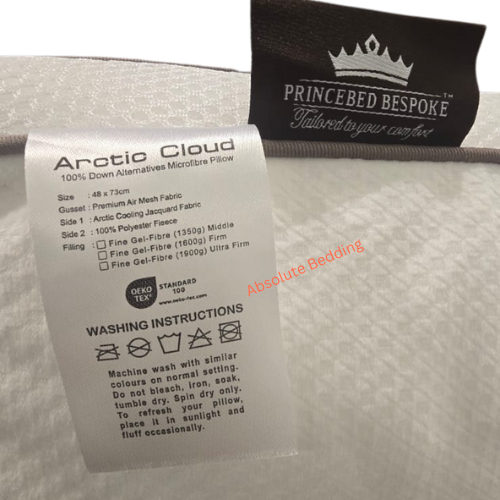 PRINCEBED BESPOKE™
Tailored to your comfort
Arctic Cloud
100% Down Alternatives Microfibre Pillow
Size : 48 x 73cm
Gusset : Premium Air Mesh Fabric
Side 1 : Arctic Cooling Jacquard Fabric
Side 2 : 100% Polyester Fleece
Filling : Fine Gel-Fibre (1350g) Middle
Fine Gel-Fibre (1600g) Firm
Fine Gel-Fibre (1900g) Ultra Firm
OEKO
TEX®
STANDARD
100
www.oeko-tex.com
WASHING INSTRUCTIONS
Machine wash with similar
colours on normal setting.
Do not bleach, iron, soak,
tumble dry. Spin dry only.
To refresh your pillow,
place it in sunlight and
fluff occasionally.
Absolute Bedding